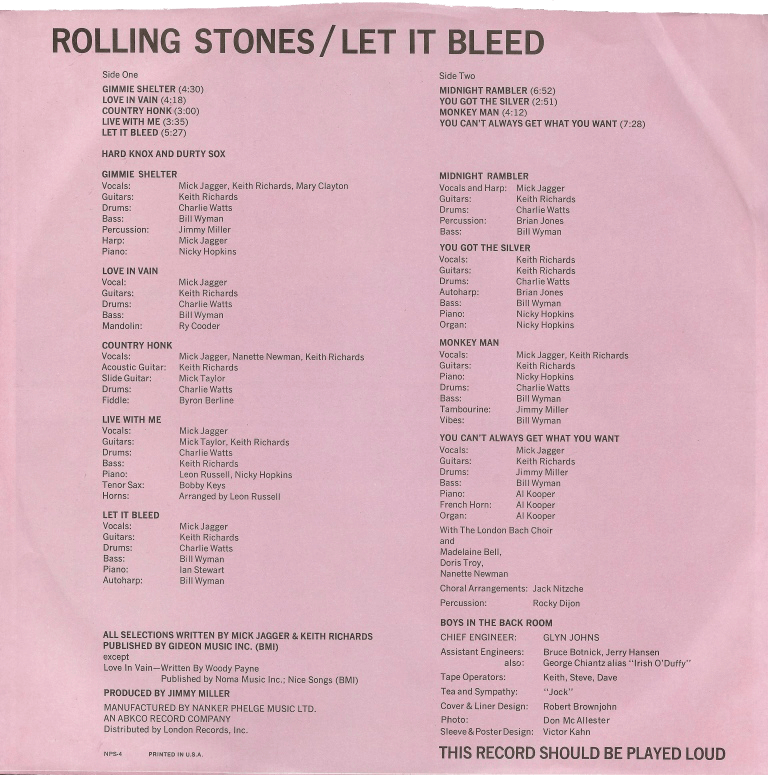 ROLLING STONES/LET IT BLEED
Side One
GIMMIE SHELTER (4:30)
LOVE IN VAIN (4:18)
COUNTRY HONK (3:00)
LIVE WITH ME (3:35)
LET IT BLEED (5:27)
HARD KNOX AND DURTY SOX
GIMMIE SHELTER
Vocals: Mick Jagger, Keith Richards, Mary Clayton
Guitars: Keith Richards
Drums: Charlie Watts
Bass: Bill Wyman
Percussion: Jimmy Miller
Harp: Mick Jagger
Piano: Nicky Hopkins
LOVE IN VAIN
Vocal: Mick Jagger
Guitars: Keith Richards
Drums: Charlie Watts
Bass: Bill Wyman
Mandolin: Ry Cooder
COUNTRY HONK
Vocals: Mick Jagger, Nanette Newman, Keith Richards
Acoustic Guitar: Keith Richards
Slide Guitar: Mick Taylor
Drums: Charlie Watts
Fiddle: Byron Berline
LIVE WITH ME
Vocals: Mick Jagger
Guitars: Mick Taylor, Keith Richards
Drums: Charlie Watts
Bass: Keith Richards
Piano: Leon Russell, Nicky Hopkins
Tenor Sax: Bobby Keys
Horns: Arranged by Leon Russell
LET IT BLEED
Vocals: Mick Jagger
Guitars: Keith Richards
Drums: Charlie Watts
Bass: Bill Wyman
Piano: Ian Stewart
Autoharp: Bill Wyman
ALL SELECTIONS WRITTEN BY MICK JAGGER & KEITH RICHARDS
PUBLISHED BY GIDEON MUSIC INC. (BMI)
except
Love In Vain—Written By Woody Payne
Published by Noma Music Inc.; Nice Songs (BMI)
PRODUCED BY JIMMY MILLER
MANUFACTURED BY NANKER PHELGE MUSIC LTD.
AN ABKCO RECORD COMPANY
Distributed by London Records, Inc.
NPS-4 PRINTED IN U.S.A.
Side Two
MIDNIGHT RAMBLER (6:52)
YOU GOT THE SILVER (2:51)
MONKEY MAN (4:12)
YOU CAN'T ALWAYS GET WHAT YOU WANT (7:28)
MIDNIGHT RAMBLER
Vocals and Harp: Mick Jagger
Guitars: Keith Richards
Drums: Charlie Watts
Percussion: Brian Jones
Bass: Bill Wyman
YOU GOT THE SILVER
Vocals: Keith Richards
Guitars: Keith Richards
Drums: Charlie Watts
Autoharp: Brian Jones
Bass: Bill Wyman
Piano: Nicky Hopkins
Organ: Nicky Hopkins
MONKEY MAN
Vocals: Mick Jagger, Keith Richards
Guitars: Keith Richards
Piano: Nicky Hopkins
Drums: Charlie Watts
Bass: Bill Wyman
Tambourine: Jimmy Miller
Vibes: Bill Wyman
YOU CAN'T ALWAYS GET WHAT YOU WANT
Vocals: Mick Jagger
Guitars: Keith Richards
Drums: Jimmy Miller
Bass: Bill Wyman
Piano: Al Kooper
French Horn: Al Kooper
Organ: Al Kooper
With The London Bach Choir
and
Madelaine Bell,
Doris Troy,
Nanette Newman
Choral Arrangements: Jack Nitzche
Percussion: Rocky Dijon
BOYS IN THE BACK ROOM
CHIEF ENGINEER: GLYN JOHNS
Assistant Engineers: Bruce Botnick, Jerry Hansen
also: George Chiantz alias "Irish O'Duffy"
Tape Operators: Keith, Steve, Dave
Tea and Sympathy: "Jock"
Cover & Liner Design: Robert Brownjohn
Photo: Don McAllester
Sleeve & Poster Design: Victor Kahn
THIS RECORD SHOULD BE PLAYED LOUD